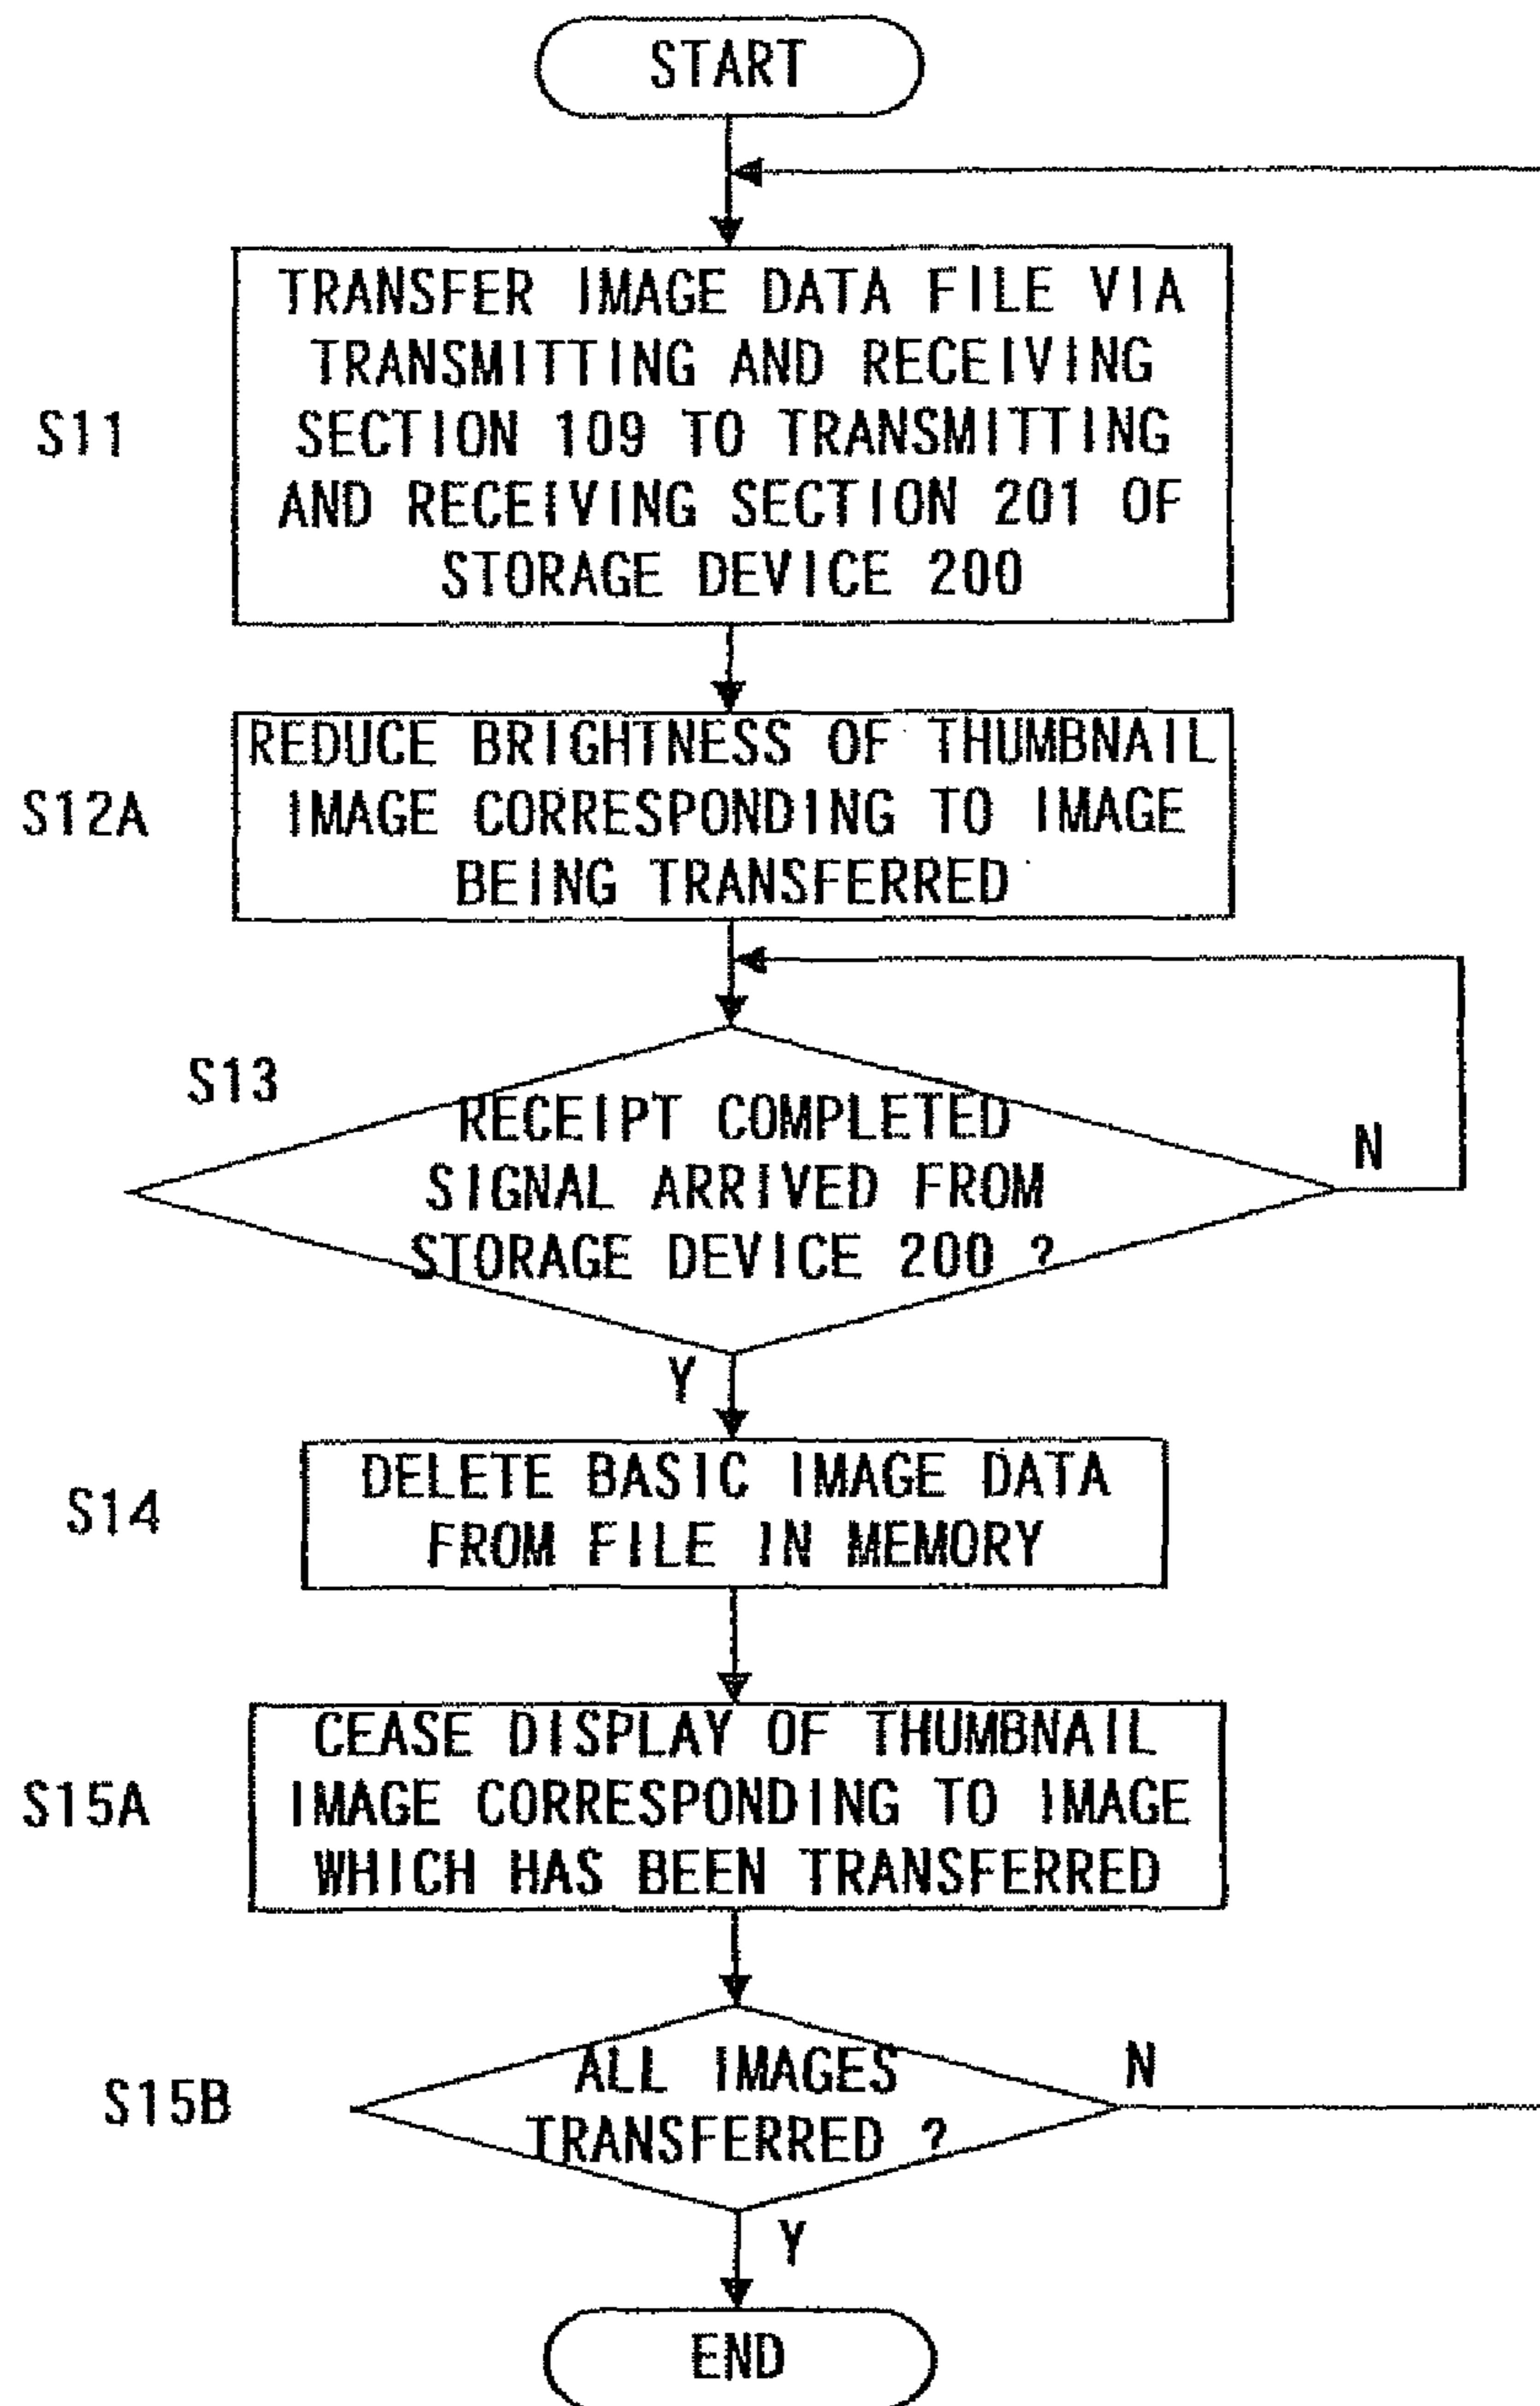 START
TRANSFER IMAGE DATA FILE VIA
TRANSMITTING AND RECEIVING
S11
SECTION 109 TO TRANSMITTING
AND RECEIVING SECTION 201 OF
STORAGE DEVICE 200
REDUCE BRIGHTNESS OF THUMBNAIL
S12A
IMAGE CORRESPONDING TO IMAGE
BEING TRANSFERRED
S13
RECEIPT COMPLETED
N
SIGNAL ARRIVED FROM
STORAGE DEVICE 200 ?
Y
DELETE BASIC IMAGE DATA
S14
FROM FILE IN MEMORY
CEASE DISPLAY OF THUMBNAIL
S15A
IMAGE CORRESPONDING TO IMAGE
WHICH HAS BEEN TRANSFERRED
ALL IMAGES
N
S15B
TRANSFERRED ?
Y
END